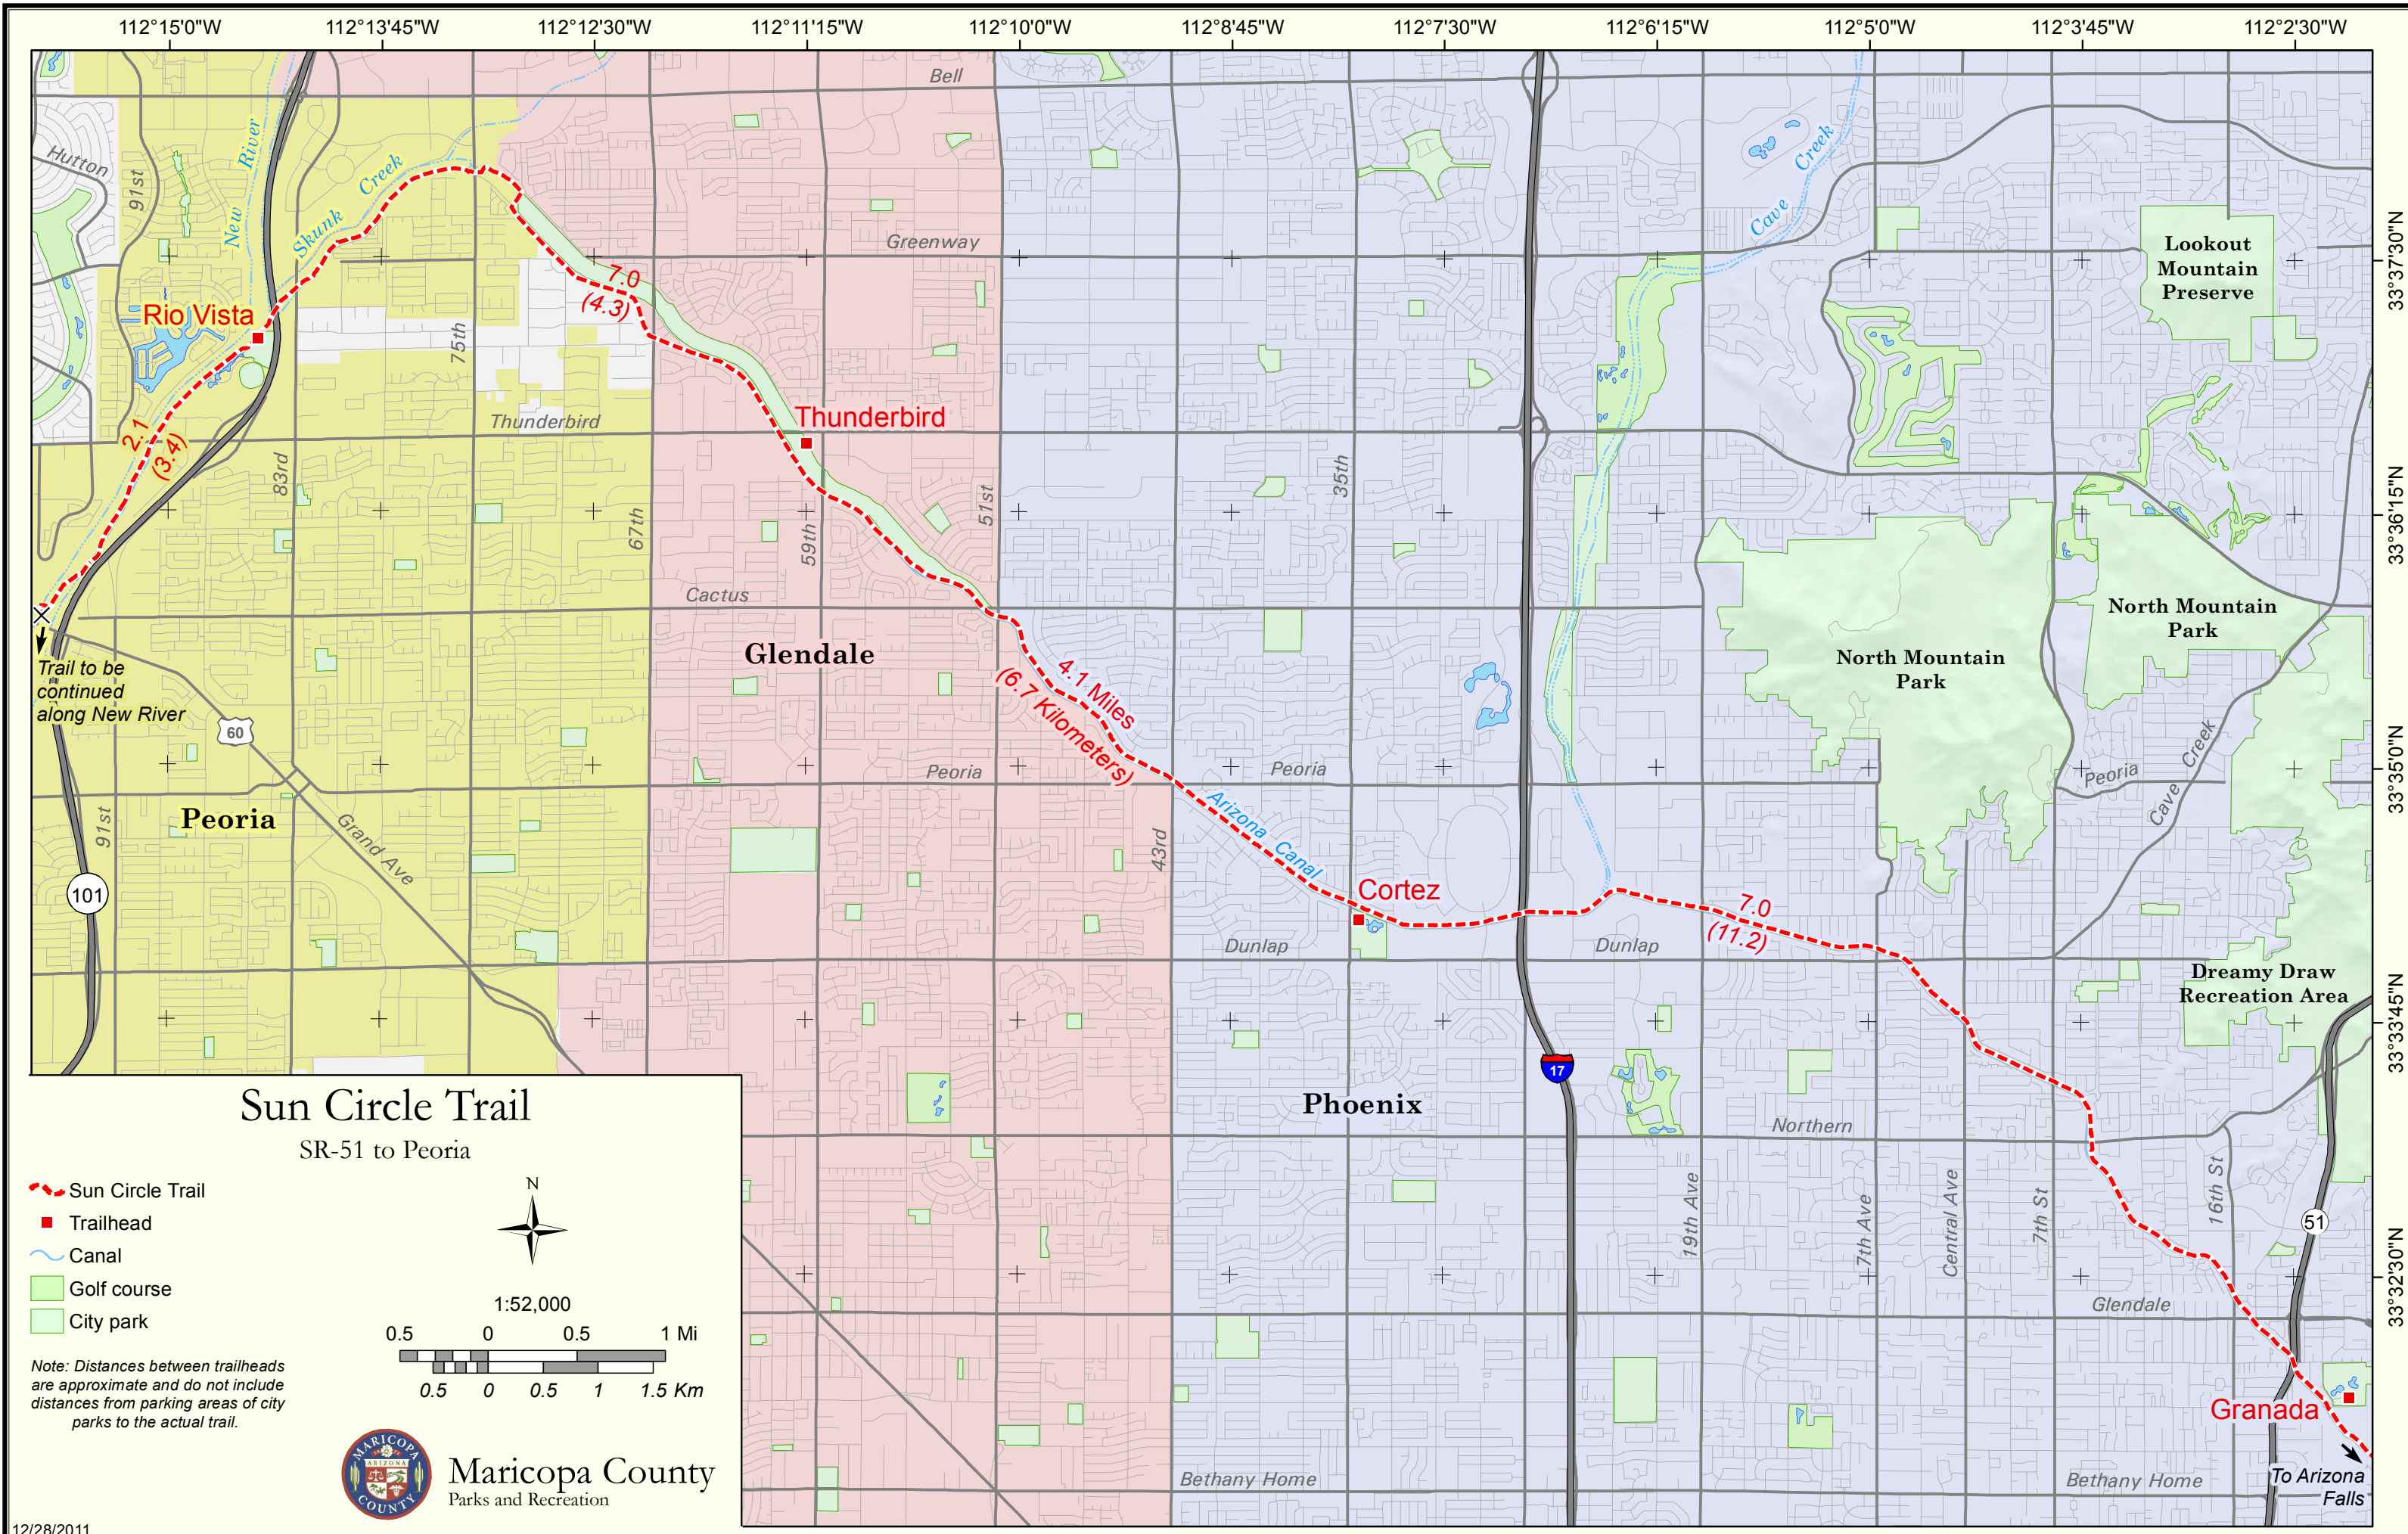 112°15'0"W
112°13'45"W
112°12'30"W
112°11'15"W
112°10'0"W
112°8'45"W
112°7'30"W
112°6'15"W
112°5'0"W
112°3'45"W
112°2'30"W
Bell
Hutton
91st
New River
Skunk Creek
Cave Creek
Greenway
Lookout
Mountain
Preserve
33°37'30"N
7.0
(4.3)
Rio Vista
75th
Thunderbird
Thunderbird
2.1
(3.4)
83rd
67th
59th
51st
35th
33°36'15"N
Cactus
Glendale
North Mountain
Park
North Mountain
Park
Trail to be
continued
along New River
60
4.1 Miles
(6.7 Kilometers)
Peoria
Peoria
Peoria
Cave Creek
33°35'0"N
Peoria
91st
Grand Ave
Arizona Canal
43rd
101
Cortez
7.0
(11.2)
Dunlap
Dunlap
Dreamy Draw
Recreation Area
33°33'45"N
17
Phoenix
Northern
19th Ave
7th Ave
Central Ave
7th St
16th St
51
33°32'30"N
Glendale
Granada
Bethany Home
Bethany Home
To Arizona
Falls
Sun Circle Trail
SR-51 to Peoria
Sun Circle Trail
Trailhead
Canal
Golf course
City park
N
1:52,000
0.5 0 0.5 1 Mi
0.5 0 0.5 1 1.5 Km
Note: Distances between trailheads
are approximate and do not include
distances from parking areas of city
parks to the actual trail.
MARICOPA
ARIZONA
COUNTY
Maricopa County
Parks and Recreation
12/28/2011